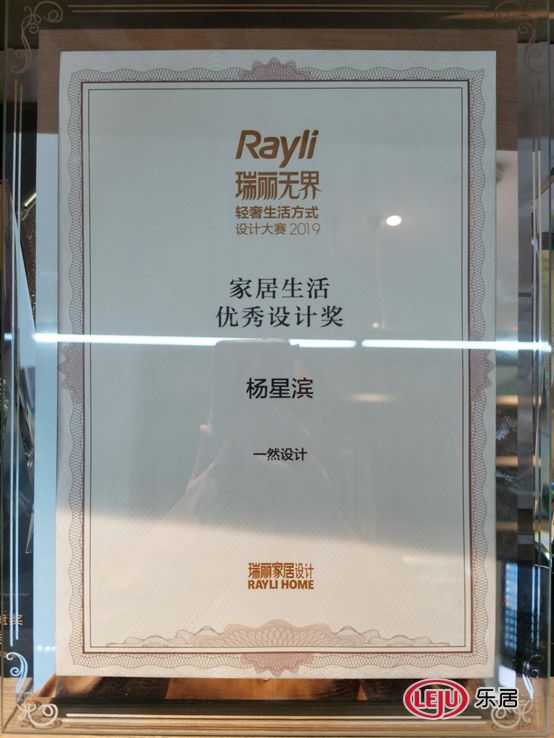 Rayli
瑞丽无界
轻奢生活方式
设计大赛2019
家居生活
优秀设计奖
杨星滨
一然设计
瑞丽家居设计
RAYLI HOME
LEJU 乐居